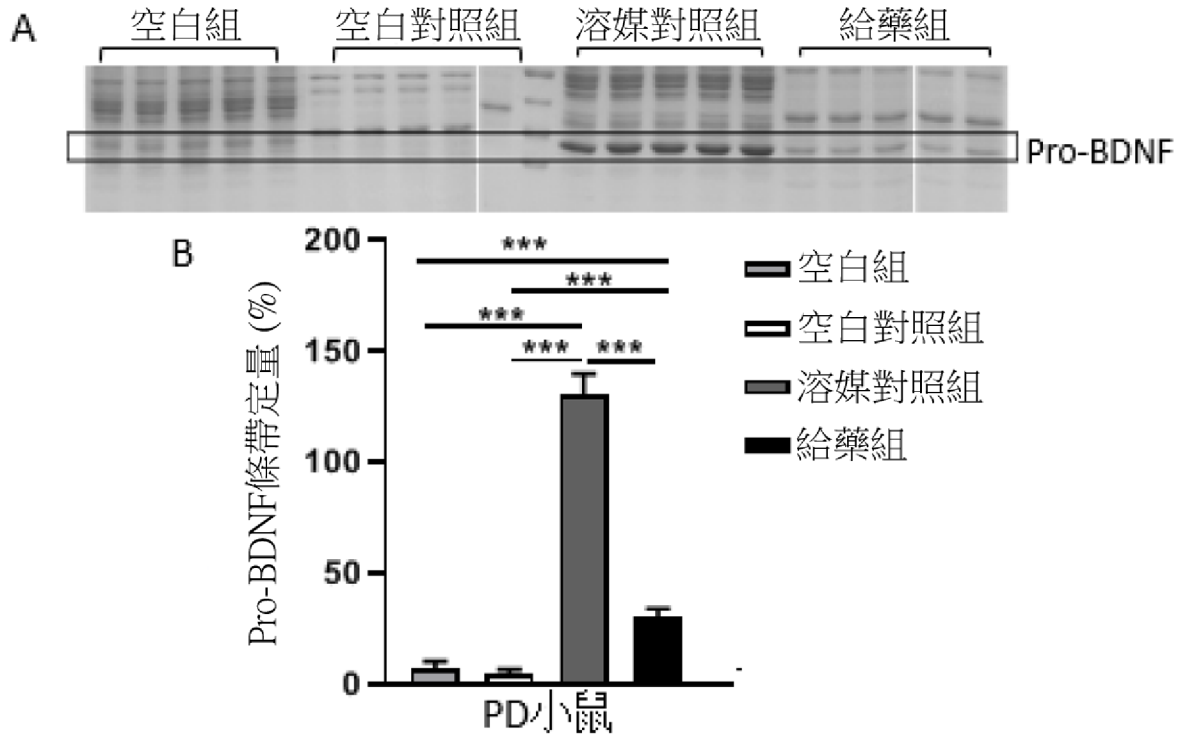 A
空白組 空白對照組 溶媒對照組 給藥組
Pro-BDNF
B
200
150
100
50
0
Pro-BDNF條帶定量 (%)
***
***
***
*** ***
空白組
空白對照組
溶媒對照組
給藥組
PD小鼠